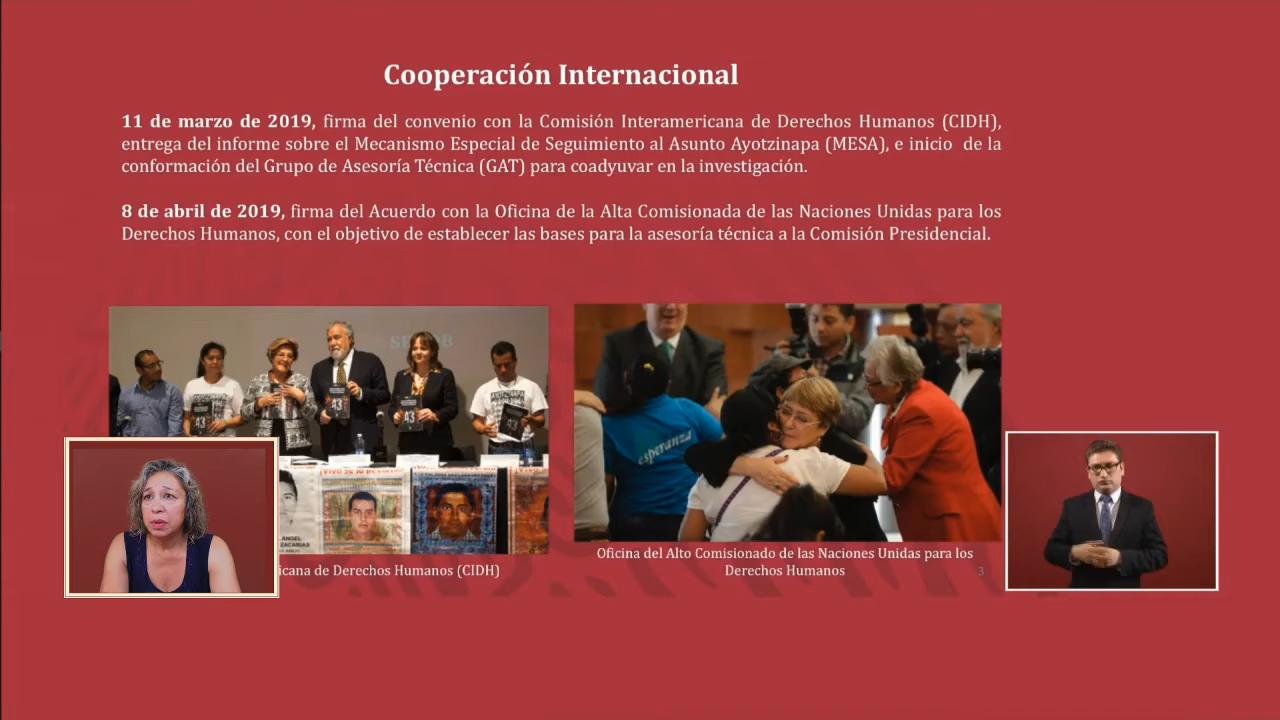 Cooperación Internacional
11 de marzo de 2019, firma del convenio con la Comisión Interamericana de Derechos Humanos (CIDH),
entrega del informe sobre el Mecanismo Especial de Seguimiento al Asunto Ayotzinapa (MESA), e inicio de la
conformación del Grupo de Asesoría Técnica (GAT) para coadyuvar en la investigación.
8 de abril de 2019, firma del Acuerdo con la Oficina de la Alta Comisionada de las Naciones Unidas para los
Derechos Humanos, con el objetivo de establecer las bases para la asesoría técnica a la Comisión Presidencial.
43
43
43
esperanza
ÁNGEL
ZACARIAS
icana de Derechos Humanos (CIDH)
Oficina del Alto Comisionado de las Naciones Unidas para los
Derechos Humanos
3